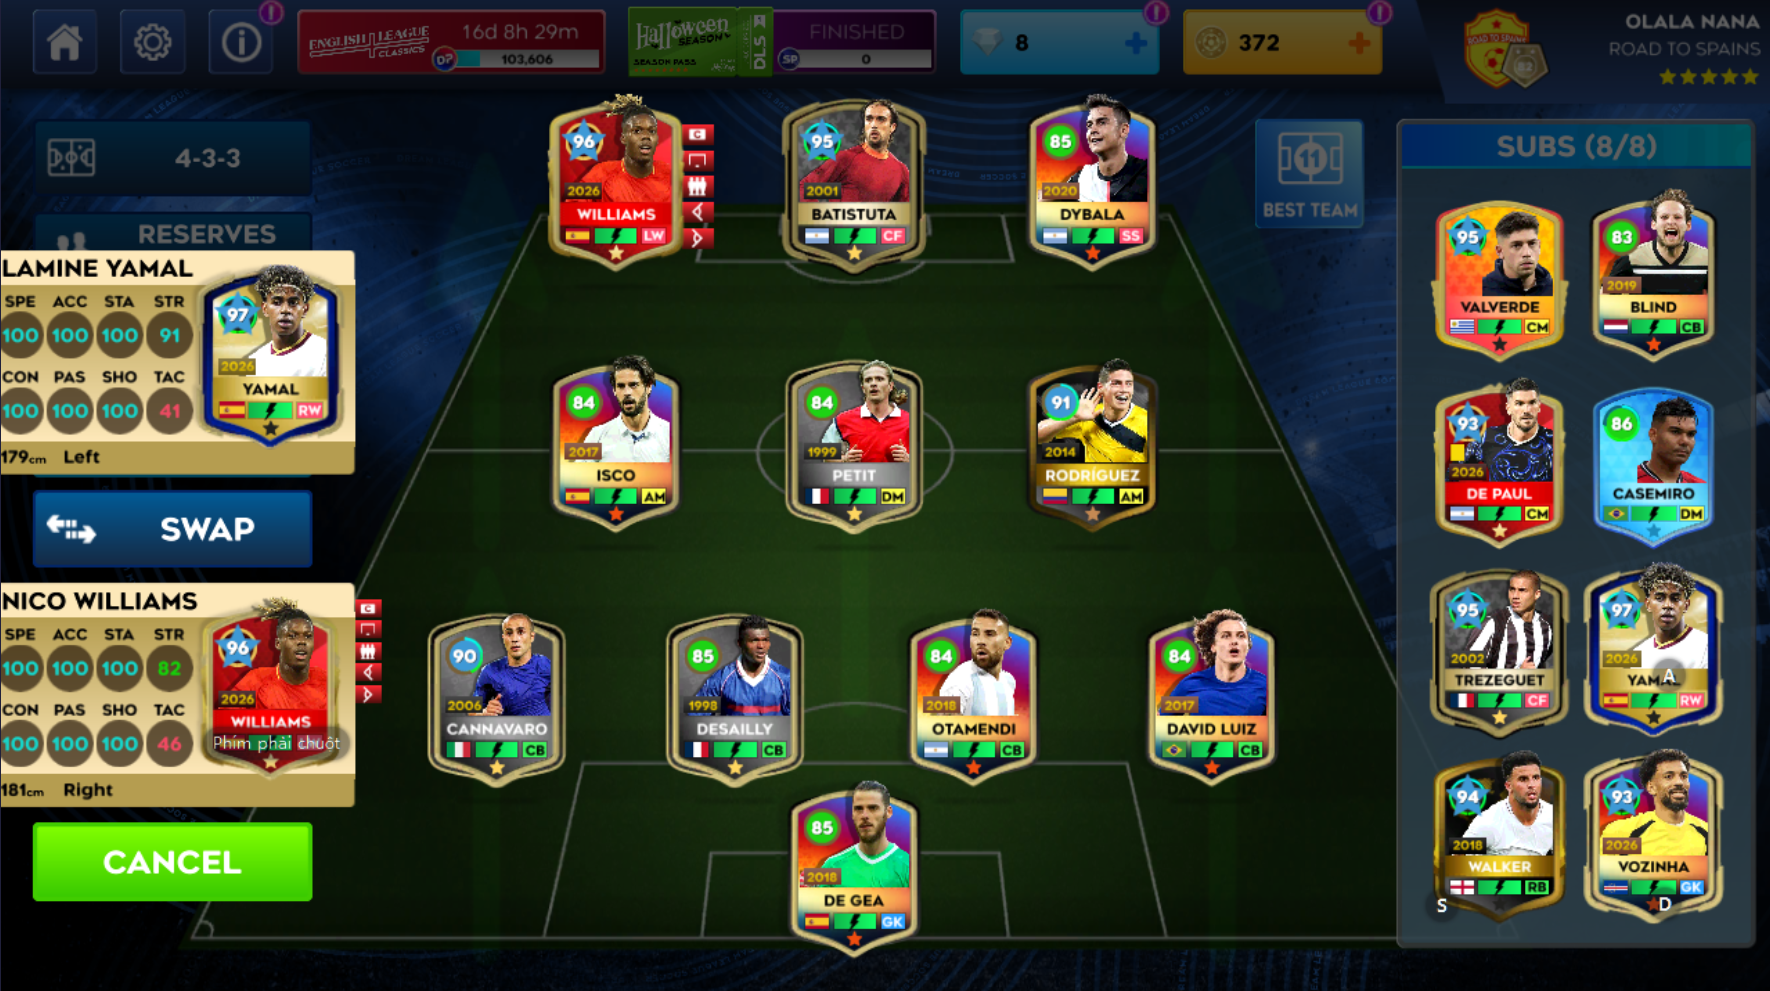 ENGLISH LEAGUE
CLASSICS
16d 8h 29m
DP
103,606
Halloween
SEASON
SEASON PASS
DLS
FINISHED
SP
0
8
372
ROAD TO SPAINS
82
OLALA NANA
ROAD TO SPAINS
4-3-3
RESERVES
LAMINE YAMAL
SPE ACC STA STR
100 100 100 91
CON PAS SHO TAC
100 100 100 41
97
2026
YAMAL
RW
179cm Left
SWAP
NICO WILLIAMS
SPE ACC STA STR
100 100 100 82
CON PAS SHO TAC
100 100 100 46
96
2026
WILLIAMS
Phím phải chuột
181cm Right
C
CANCEL
96
2026
WILLIAMS
LW
C
95
2001
BATISTUTA
CF
85
2020
DYBALA
SS
11
BEST TEAM
84
2017
ISCO
AM
84
1999
PETIT
DM
91
2014
RODRÍGUEZ
AM
90
2006
CANNAVARO
CB
85
1998
DESAILLY
CB
84
2018
OTAMENDI
CB
84
2017
DAVID LUIZ
CB
85
2018
DE GEA
GK
SUBS (8/8)
95
VALVERDE
CM
83
2019
BLIND
CB
93
2026
DE PAUL
CM
86
CASEMIRO
DM
95
2002
TREZEGUET
CF
97
2026
YAMAL
A
RW
94
2018
WALKER
RB
S
93
2026
VOZINHA
GK
D